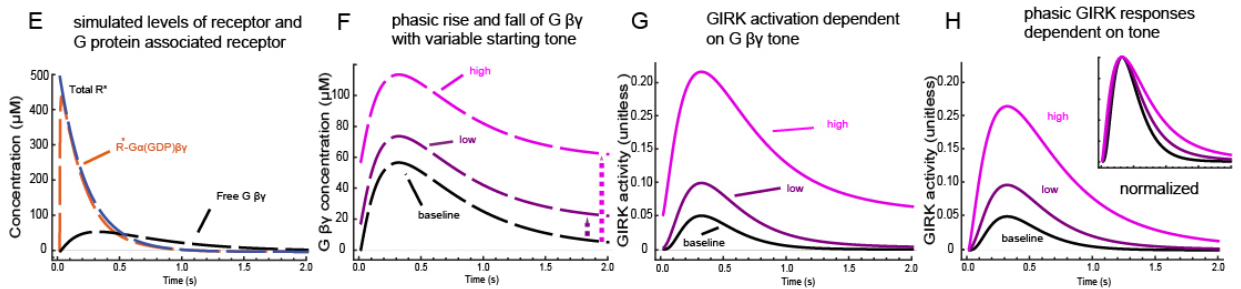 E
simulated levels of receptor and
G protein associated receptor
Concentration (µM)
500
400
300
200
100
0
Total R*
R*-Gα(GDP)βγ
Free G βγ
0.0 0.5 1.0 1.5 2.0
Time (s)
F
phasic rise and fall of G βγ
with variable starting tone
G βγ concentration (µM)
100
80
60
40
20
0
high
low
baseline
0.0 0.5 1.0 1.5 2.0
Time (s)
G
GIRK activation dependent
on G βγ tone
GIRK activity (unitless )
0.20
0.15
0.10
0.05
0.00
high
low
baseline
0.0 0.5 1.0 1.5 2.0
Time (s)
H
phasic GIRK responses
dependent on tone
GIRK activity (unitless)
0.20
0.15
0.10
0.05
0.00
high
low
baseline
normalized
0.0 0.5 1.0 1.5 2.0
Time (s)